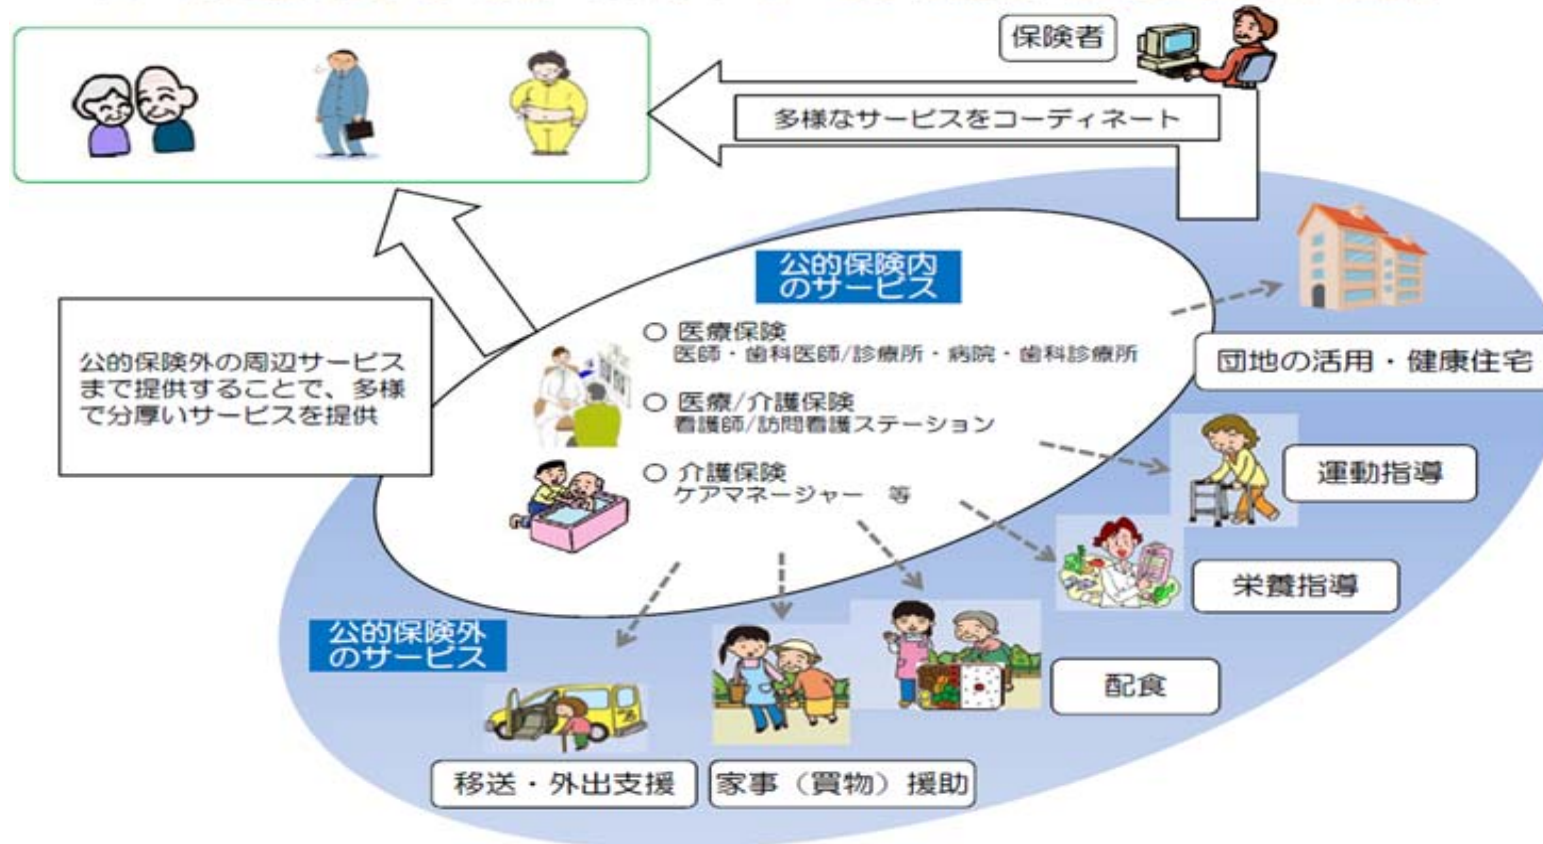 保険者
多様なサービスをコーディネート
公的保険内
のサービス
○ 医療保険
医師・歯科医師/診療所・病院・歯科診療所
○ 医療/介護保険
看護師/訪問看護ステーション
○ 介護保険
ケアマネージャー 等
公的保険外の周辺サービス
まで提供することで、多様
で分厚いサービスを提供
団地の活用・健康住宅
運動指導
栄養指導
配食
公的保険外
のサービス
移送・外出支援
家事（買物）援助